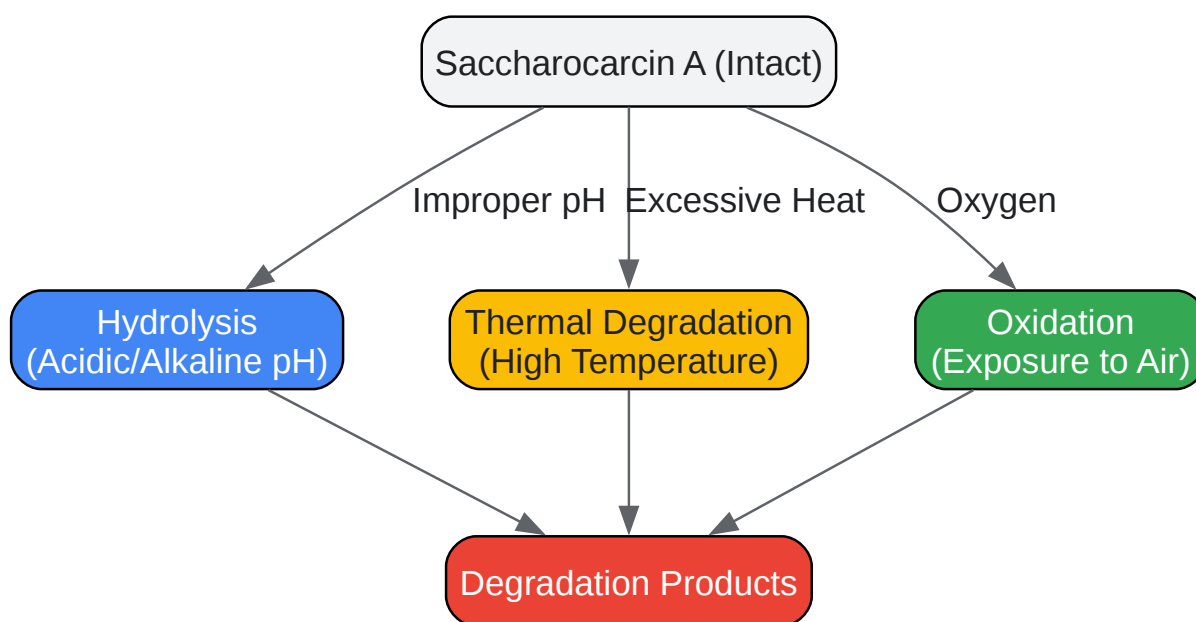 Saccharocarcin A (Intact)
Improper pH
Excessive Heat
Oxygen
Hydrolysis
(Acidic/Alkaline pH)
Thermal Degradation
(High Temperature)
Oxidation
(Exposure to Air)
Degradation Products